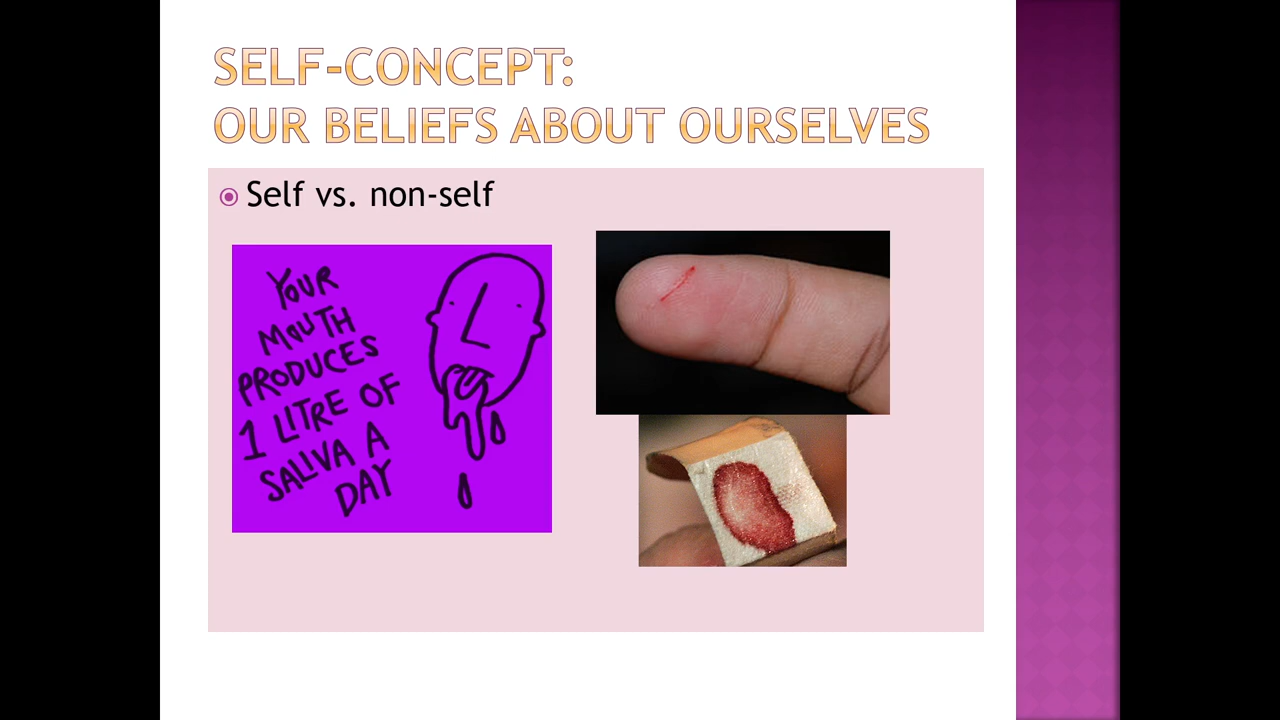 SELF-CONCEPT:
OUR BELIEFS ABOUT OURSELVES
Self vs. non-self
YOUR
MOUTH
PRODUCES
1 LITRE OF
SALIVA A
DAY